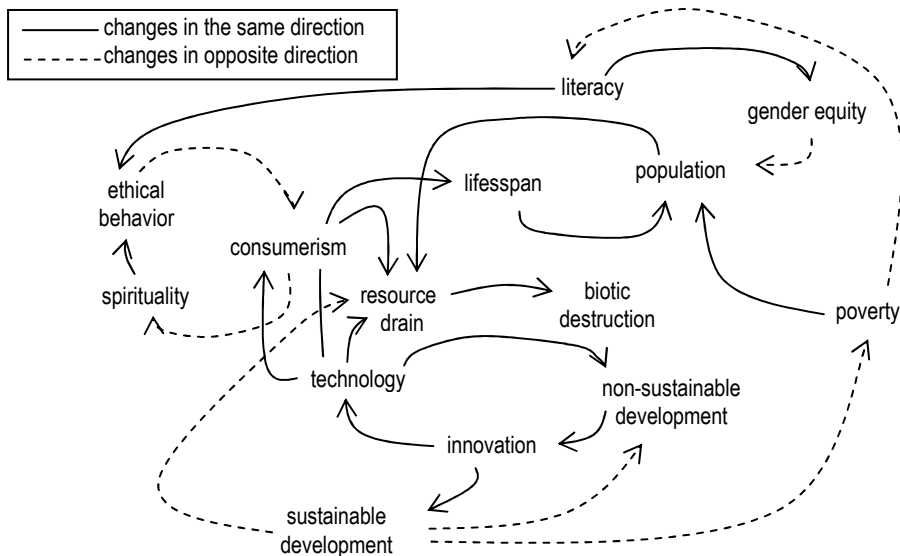 changes in the same direction
changes in opposite direction
literacy
gender equity
population
lifesspan
ethical
behavior
consumerism
spirituality
resource
drain
biotic
destruction
poverty
technology
non-sustainable
development
innovation
sustainable
development